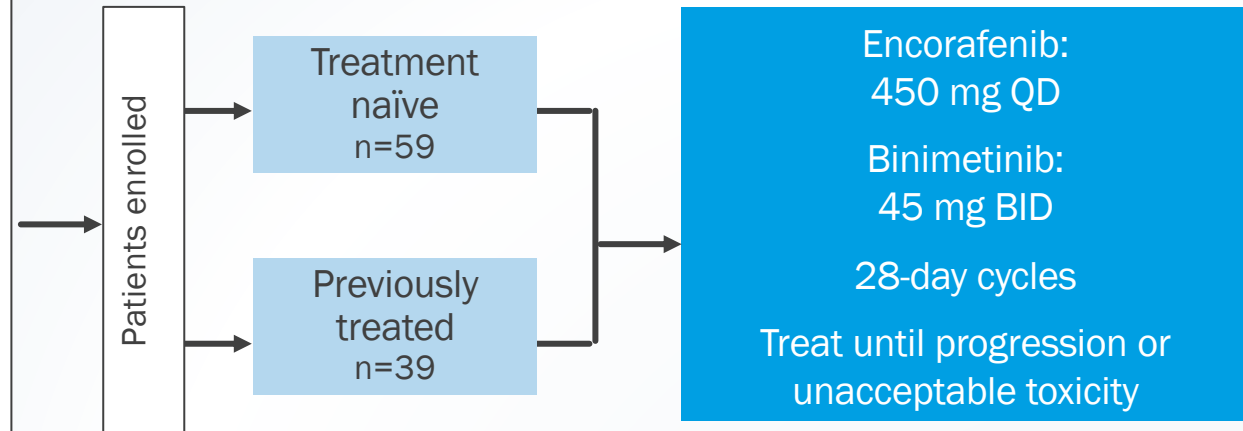 Patients enrolled
Treatment
naïve
n=59
Previously
treated
n=39
Encorafenib:
450 mg QD
Binimetinib:
45 mg BID
28-day cycles
Treat until progression or
unacceptable toxicity